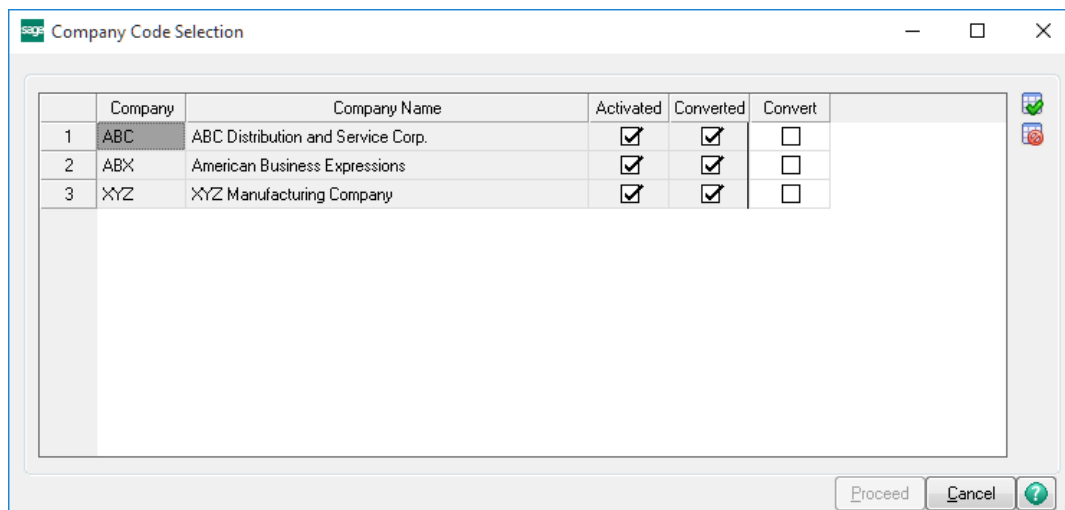 sage Company Code Selection
Company Company Name Activated Converted Convert
1 ABC ABC Distribution and Service Corp.
2 ABX American Business Expressions
3 XYZ XYZ Manufacturing Company
Proceed Cancel ?